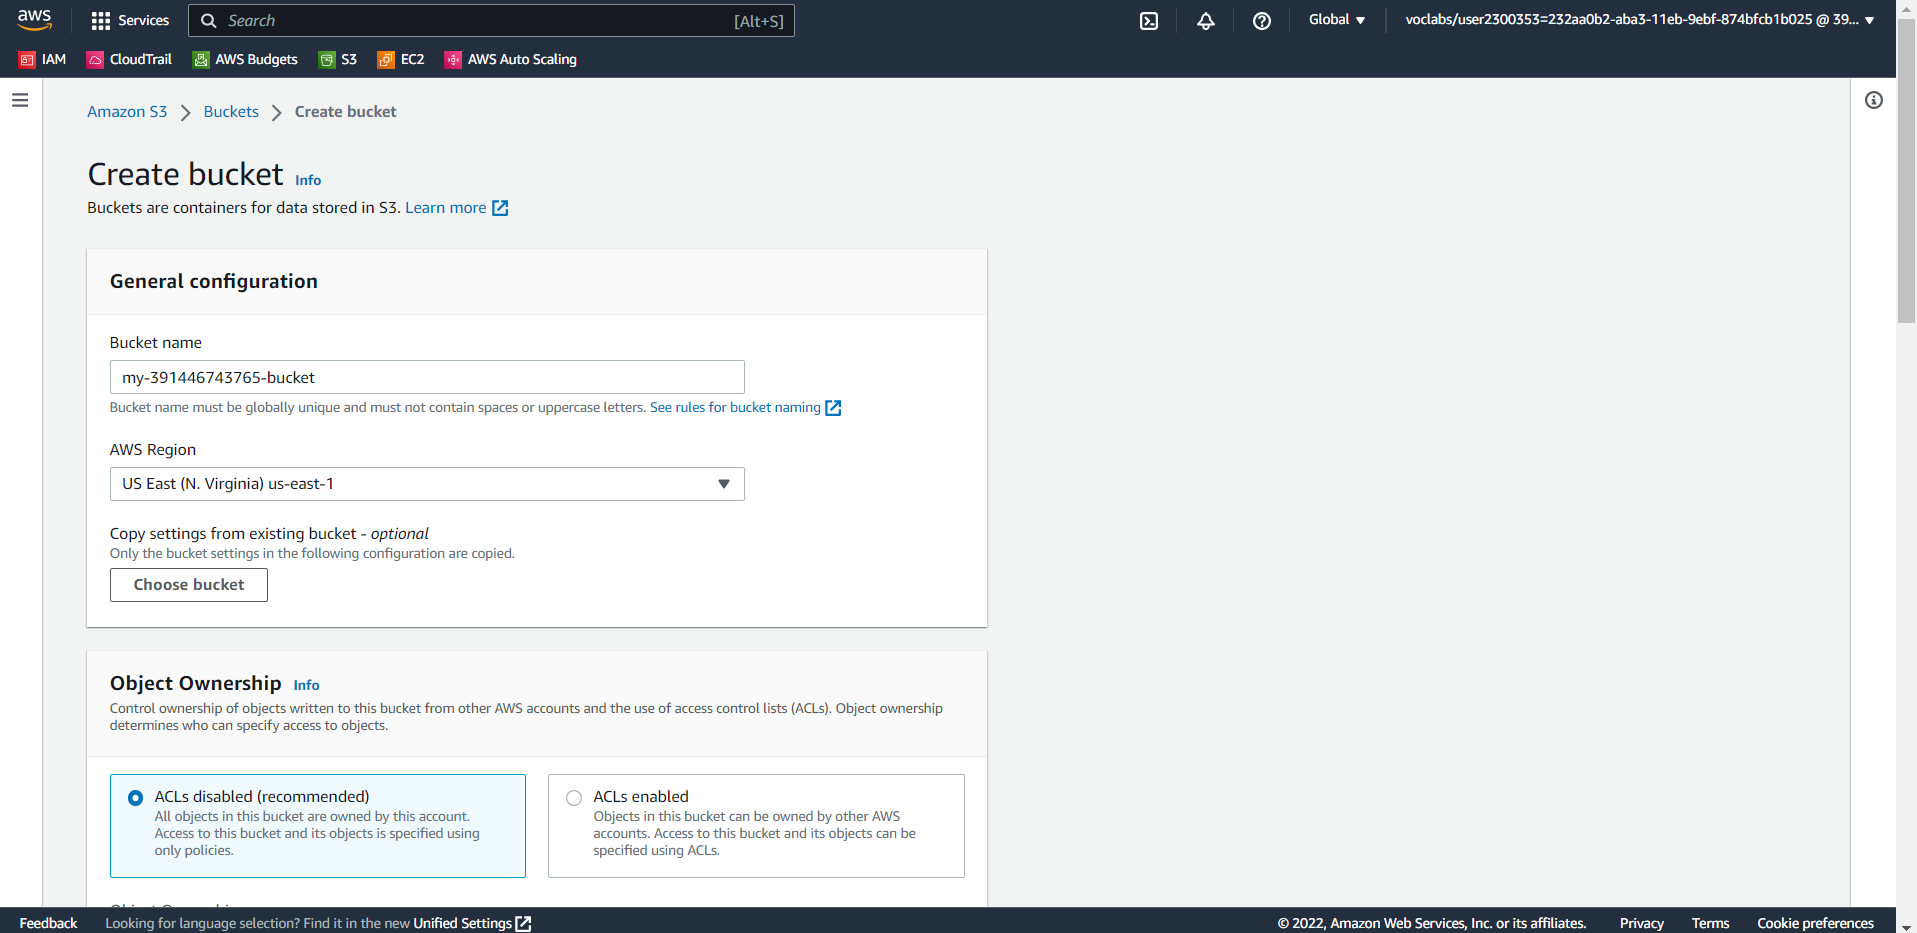 aws
Services
Search
[Alt+S]
Global
voclabs/user2300353=232aa0b2-aba3-11eb-9ebf-874bfcb1b025 @ 39...
IAM
CloudTrail
AWS Budgets
S3
EC2
AWS Auto Scaling
Amazon S3
Buckets
Create bucket
Create bucket Info
Buckets are containers for data stored in S3. Learn more
General configuration
Bucket name
my-391446743765-bucket
Bucket name must be globally unique and must not contain spaces or uppercase letters. See rules for bucket naming
AWS Region
US East (N. Virginia) us-east-1
Copy settings from existing bucket - optional
Only the bucket settings in the following configuration are copied.
Choose bucket
Object Ownership Info
Control ownership of objects written to this bucket from other AWS accounts and the use of access control lists (ACLs). Object ownership
determines who can specify access to objects.
ACLs disabled (recommended)
All objects in this bucket are owned by this account.
Access to this bucket and its objects is specified using
only policies.
ACLs enabled
Objects in this bucket can be owned by other AWS
accounts. Access to this bucket and its objects can be
specified using ACLs.
Feedback
Looking for language selection? Find it in the new Unified Settings
© 2022, Amazon Web Services, Inc. or its affiliates.
Privacy
Terms
Cookie preferences